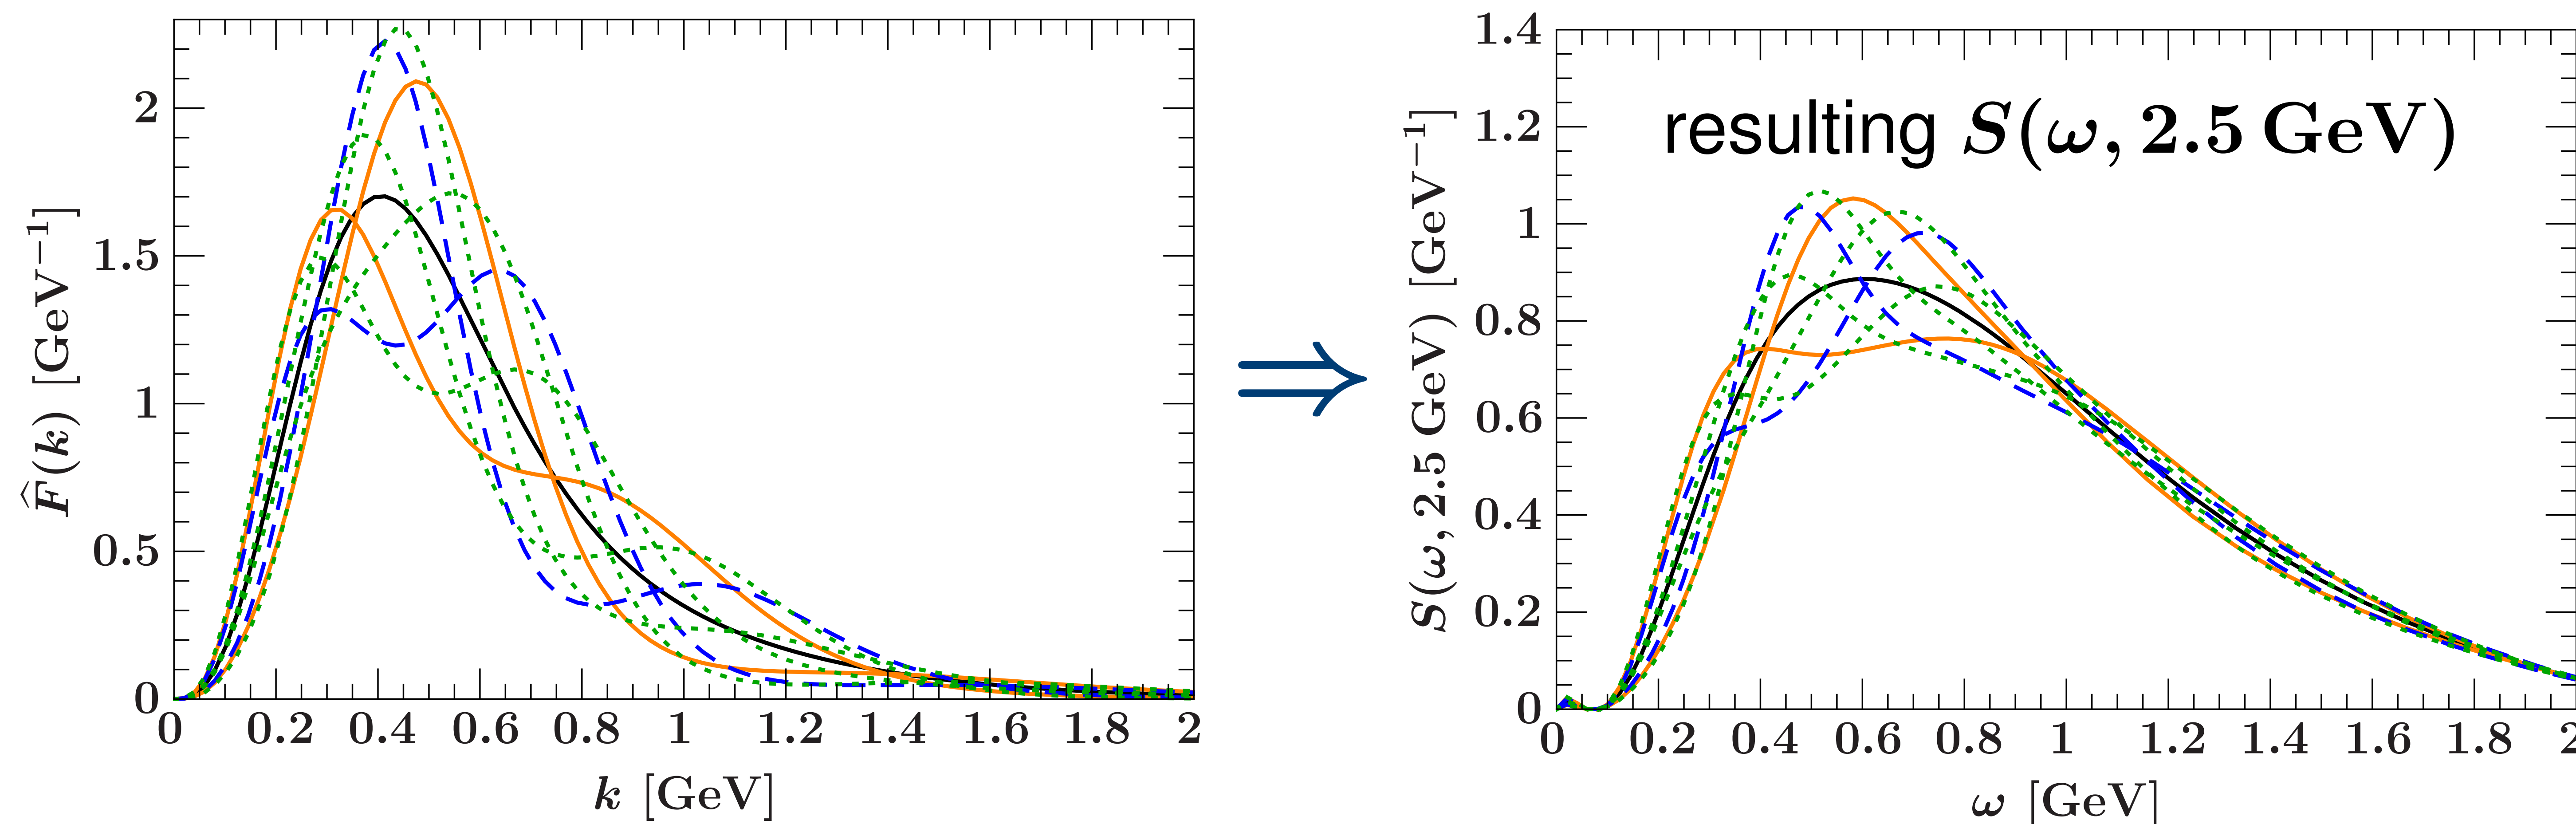 2
1.5
1
0.5
0
F̂(k) [GeV⁻¹]
0 0.2 0.4 0.6 0.8 1 1.2 1.4 1.6 1.8 2
k [GeV]
⇒
resulting S(ω, 2.5 GeV)
1.4
1.2
1
0.8
0.6
0.4
0.2
0
S(ω, 2.5 GeV) [GeV⁻¹]
0 0.2 0.4 0.6 0.8 1 1.2 1.4 1.6 1.8 2
ω [GeV]